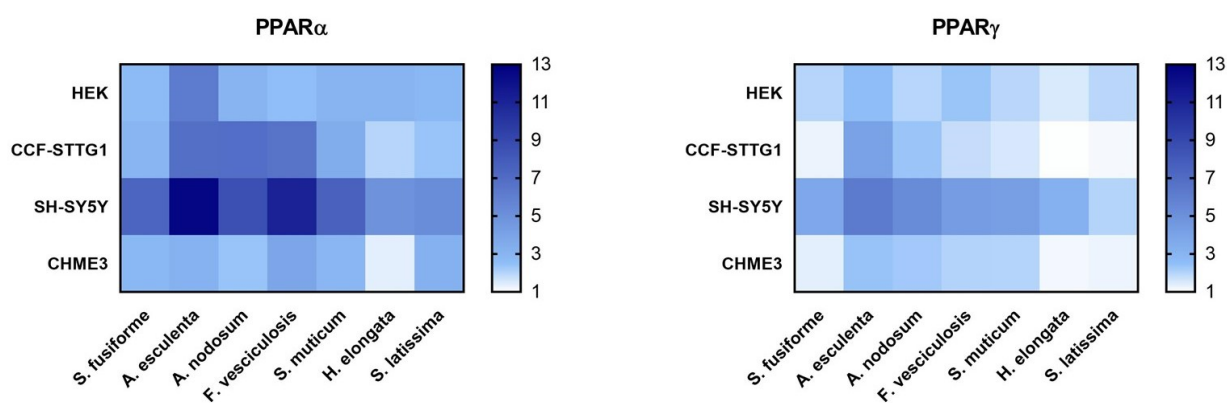 PPARα
HEK
CCF-STTG1
SH-SY5Y
CHME3
13
11
9
7
5
3
1
S. fusiforme
A. esculenta
A. nodosum
F. vesciculosis
S. muticum
H. elongata
S. latissima
PPARγ
HEK
CCF-STTG1
SH-SY5Y
CHME3
13
11
9
7
5
3
1
S. fusiforme
A. esculenta
A. nodosum
F. vesciculosis
S. muticum
H. elongata
S. latissima